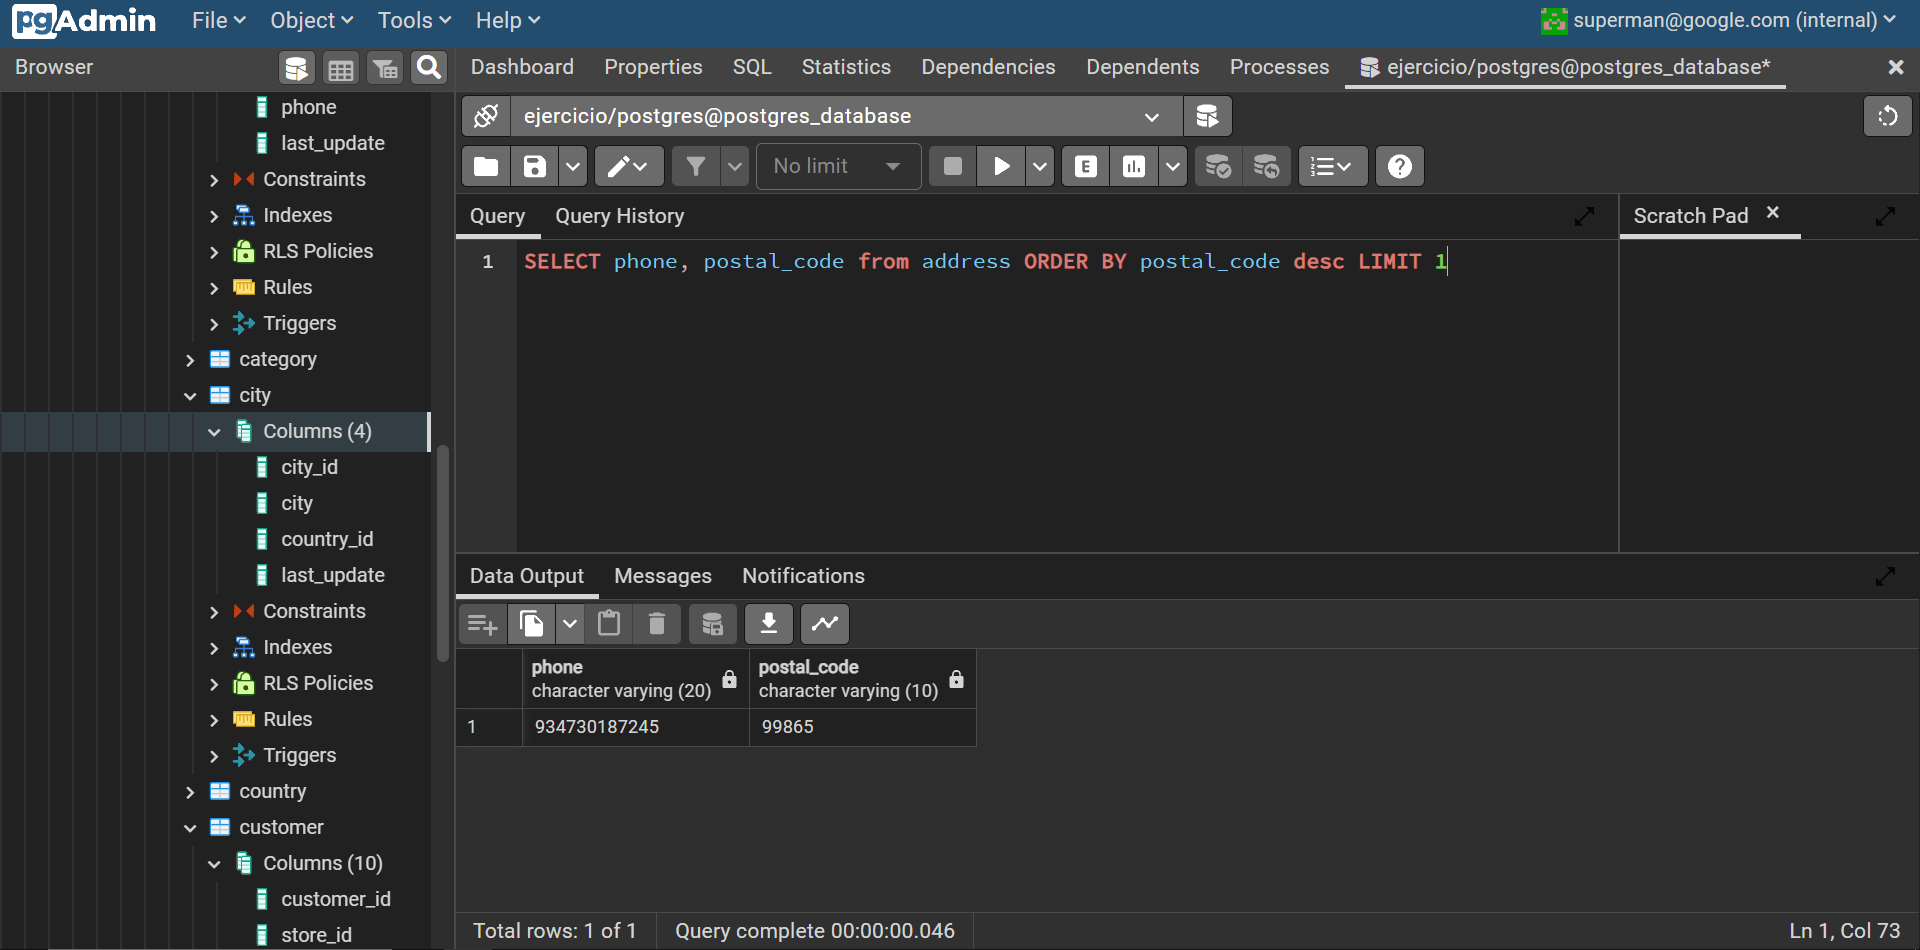 pgAdmin File Object Tools Help superman@google.com (internal)
Browser
Dashboard Properties SQL Statistics Dependencies Dependents Processes ejercicio/postgres@postgres_database*
phone
last_update
Constraints
Indexes
RLS Policies
Rules
Triggers
category
city
Columns (4)
city_id
city
country_id
last_update
Constraints
Indexes
RLS Policies
Rules
Triggers
country
customer
Columns (10)
customer_id
store_id
ejercicio/postgres@postgres_database
No limit
E
Query Query History
Scratch Pad
1 SELECT phone, postal_code from address ORDER BY postal_code desc LIMIT 1
Data Output Messages Notifications
phone postal_code
character varying (20) character varying (10)
1 934730187245 99865
Total rows: 1 of 1 Query complete 00:00:00.046 Ln 1, Col 73